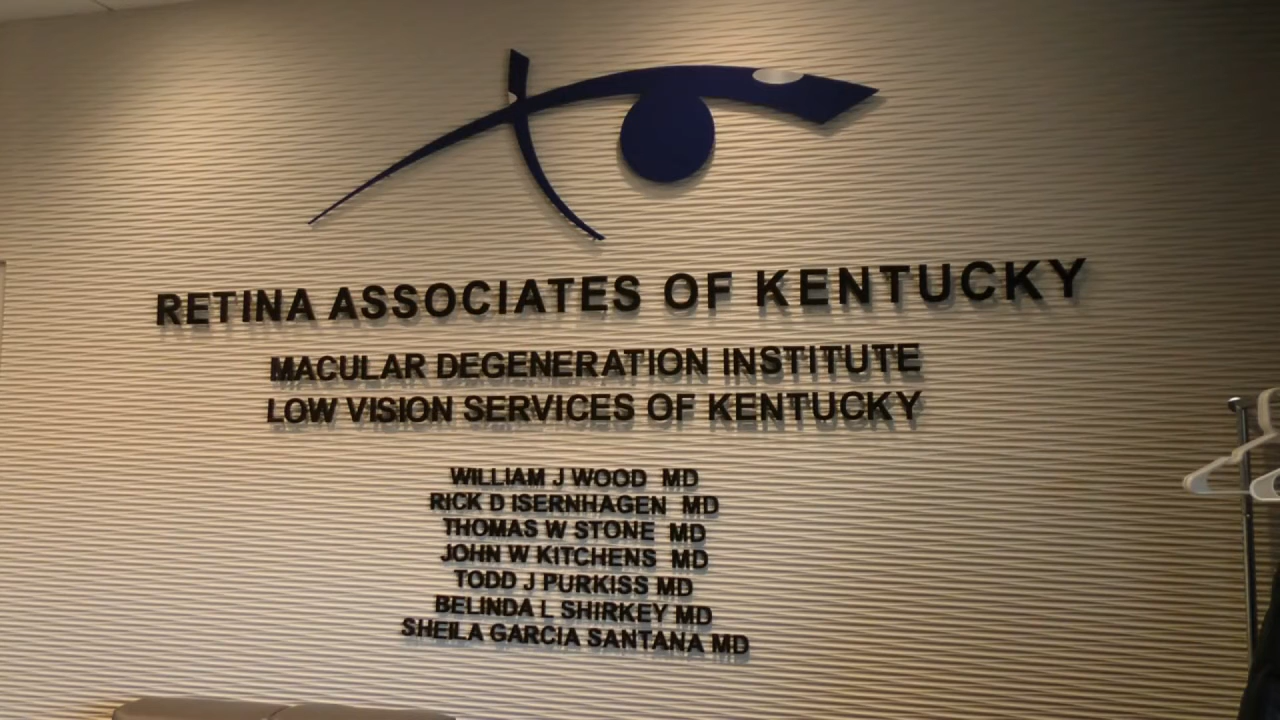 RETINA ASSOCIATES OF KENTUCKY
MACULAR DEGENERATION INSTITUTE
LOW VISION SERVICES OF KENTUCKY
WILLIAM J WOOD MD
RICK D ISERNHAGEN MD
THOMAS W STONE MD
JOHN W KITCHENS MD
TODD J PURKISS MD
BELINDA L SHIRKEY MD
SHEILA GARCIA SANTANA MD